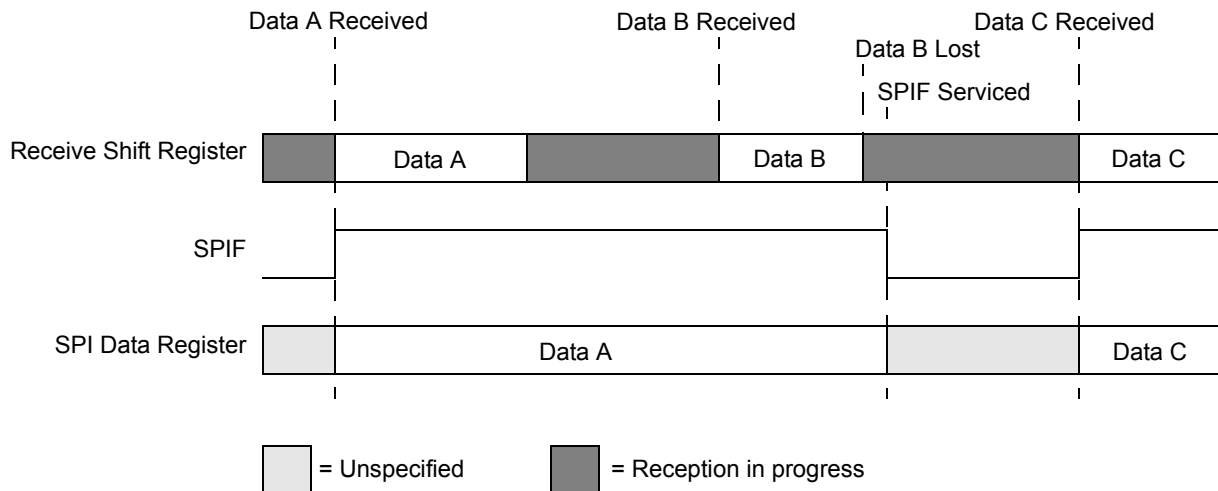 Data A Received
Data B Received
Data C Received
Data B Lost
SPIF Serviced
Receive Shift Register
Data A
Data B
Data C
SPIF
SPI Data Register
Data A
Data C
= Unspecified
= Reception in progress